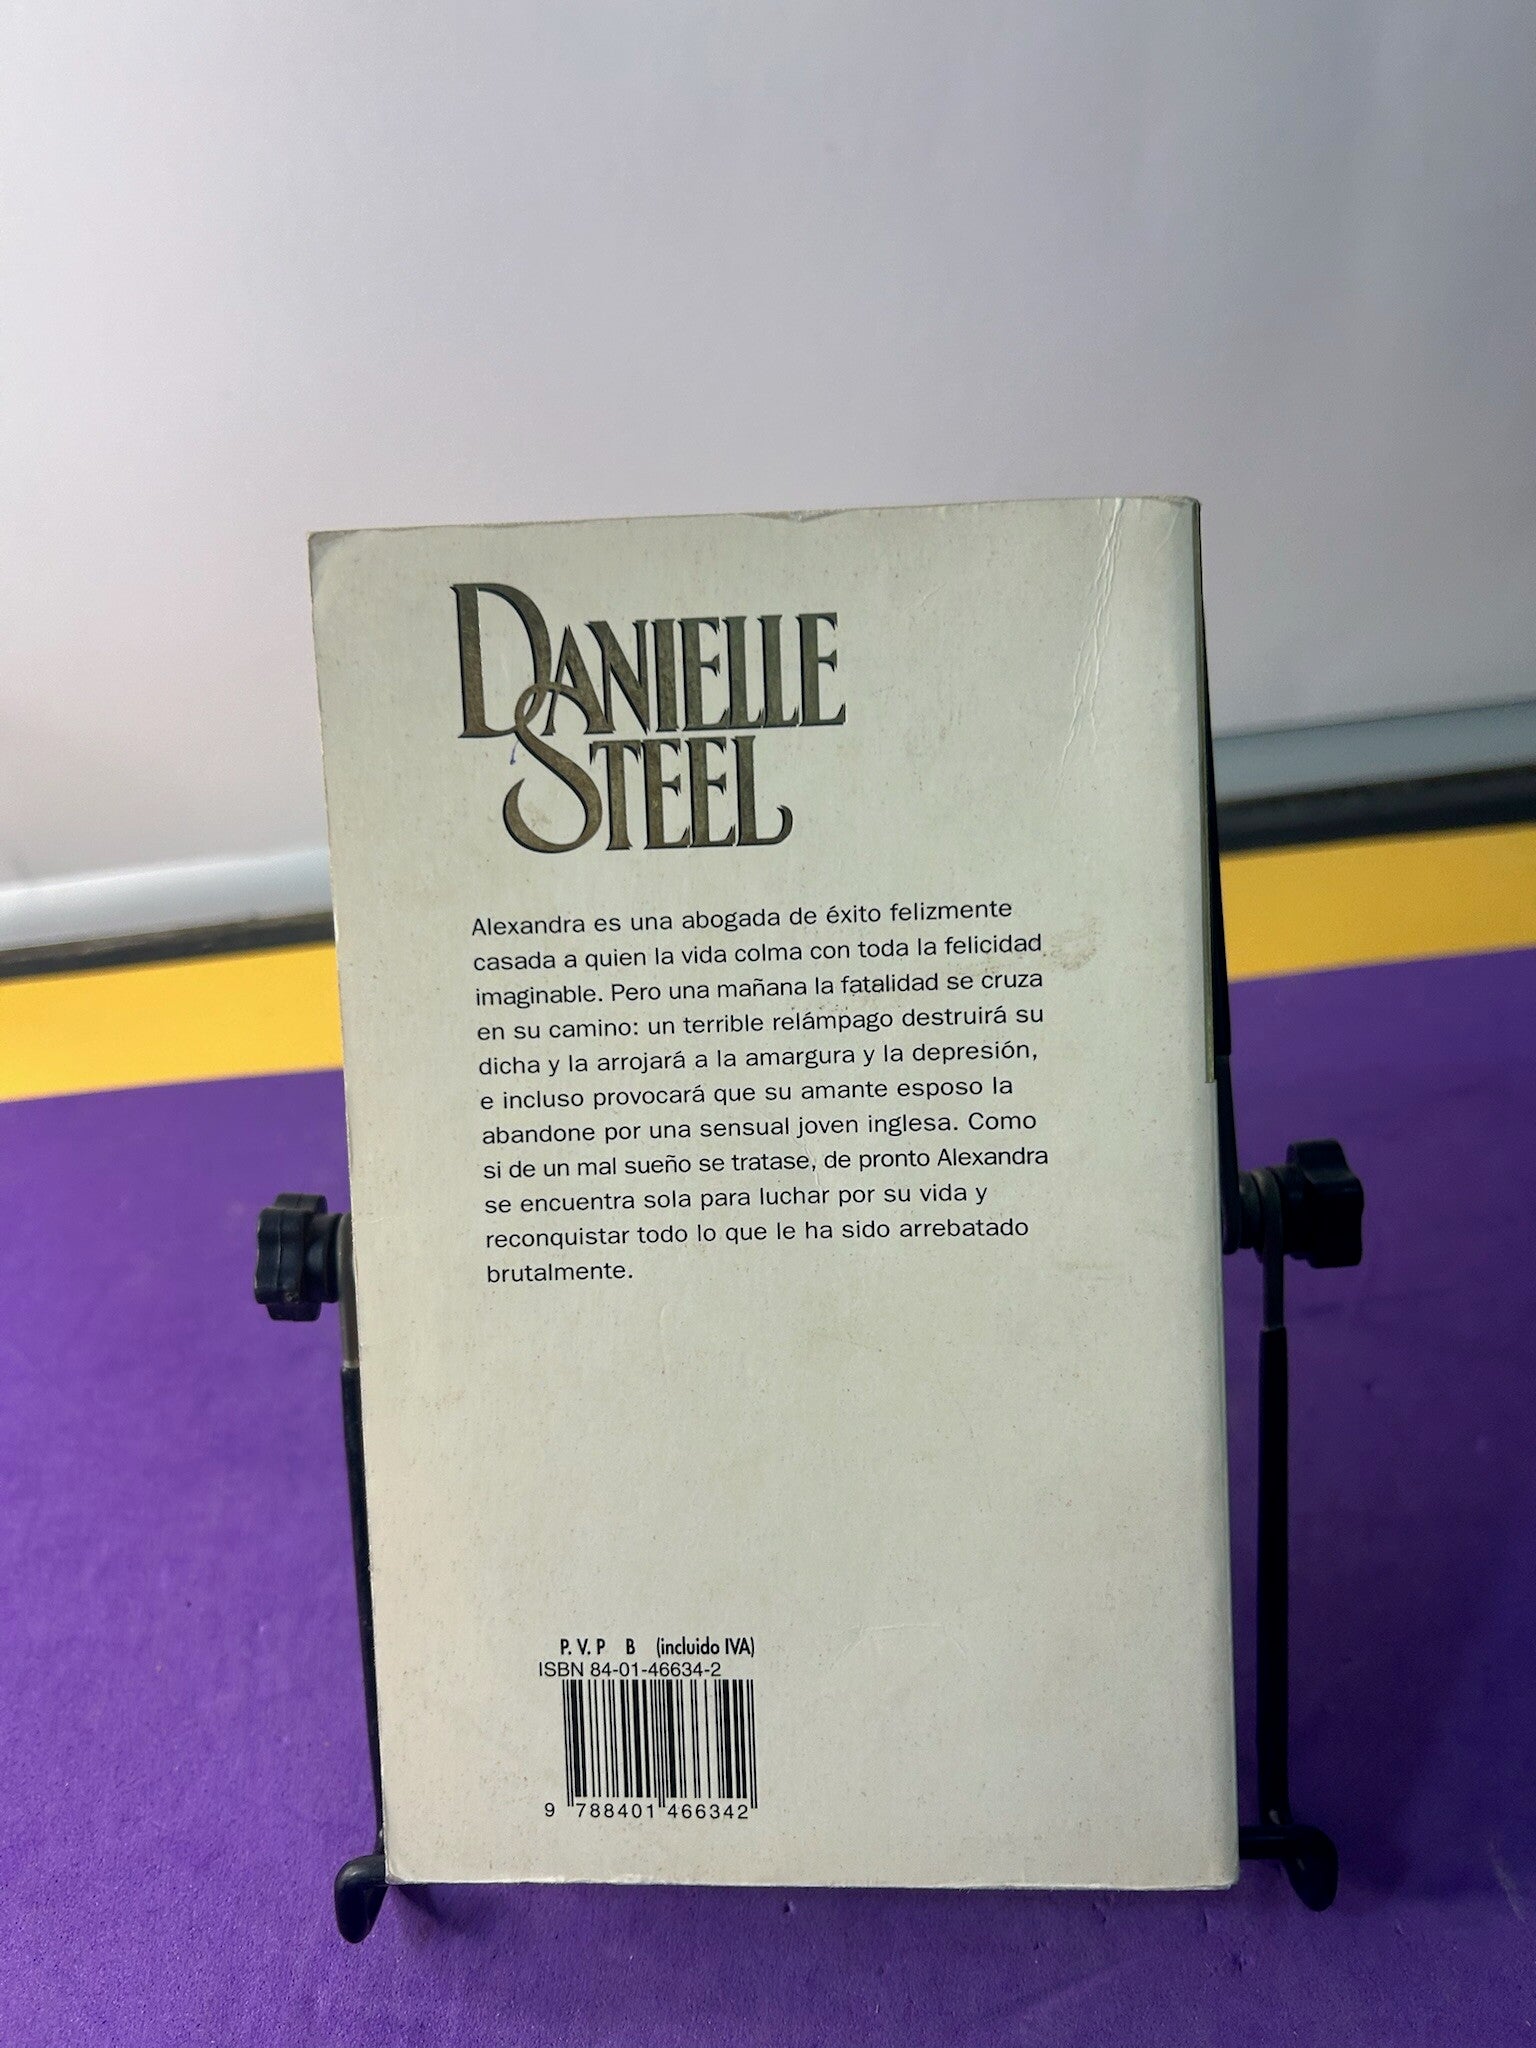 DANIELLE
STEEL
Alexandra es una abogada de éxito felizmente
casada a quien la vida colma con toda la felicidad
imaginable. Pero una mañana la fatalidad se cruza
en su camino: un terrible relámpago destruirá su
dicha y la arrojará a la amargura y la depresión,
e incluso provocará que su amante esposo la
abandone por una sensual joven inglesa. Como
si de un mal sueño se tratase, de pronto Alexandra
se encuentra sola para luchar por su vida y
reconquistar todo lo que le ha sido arrebatado
brutalmente.
P. V. P B (incluido IVA)
ISBN 84-01-46634-2
9 788401 466342